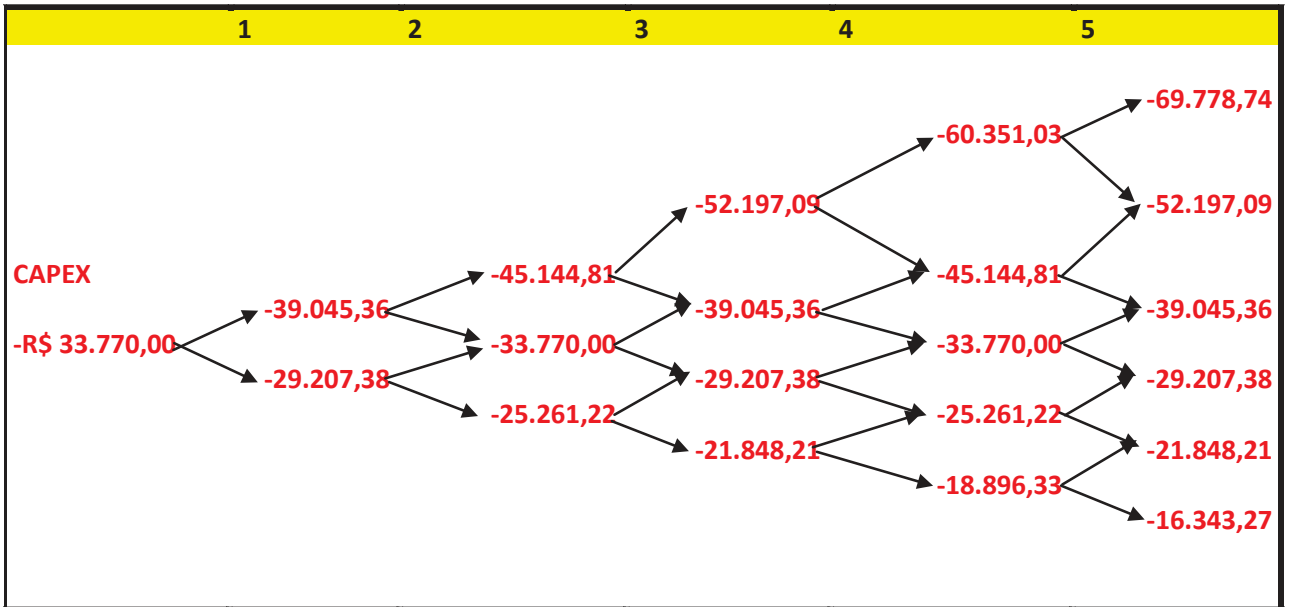 1 2 3 4 5
-69.778,74
-60.351,03
-52.197,09 -52.197,09
CAPEX -45.144,81 -45.144,81
-39.045,36 -39.045,36 -39.045,36
-R$ 33.770,00 -33.770,00 -33.770,00
-29.207,38 -29.207,38 -29.207,38
-25.261,22 -25.261,22
-21.848,21 -21.848,21
-18.896,33
-16.343,27